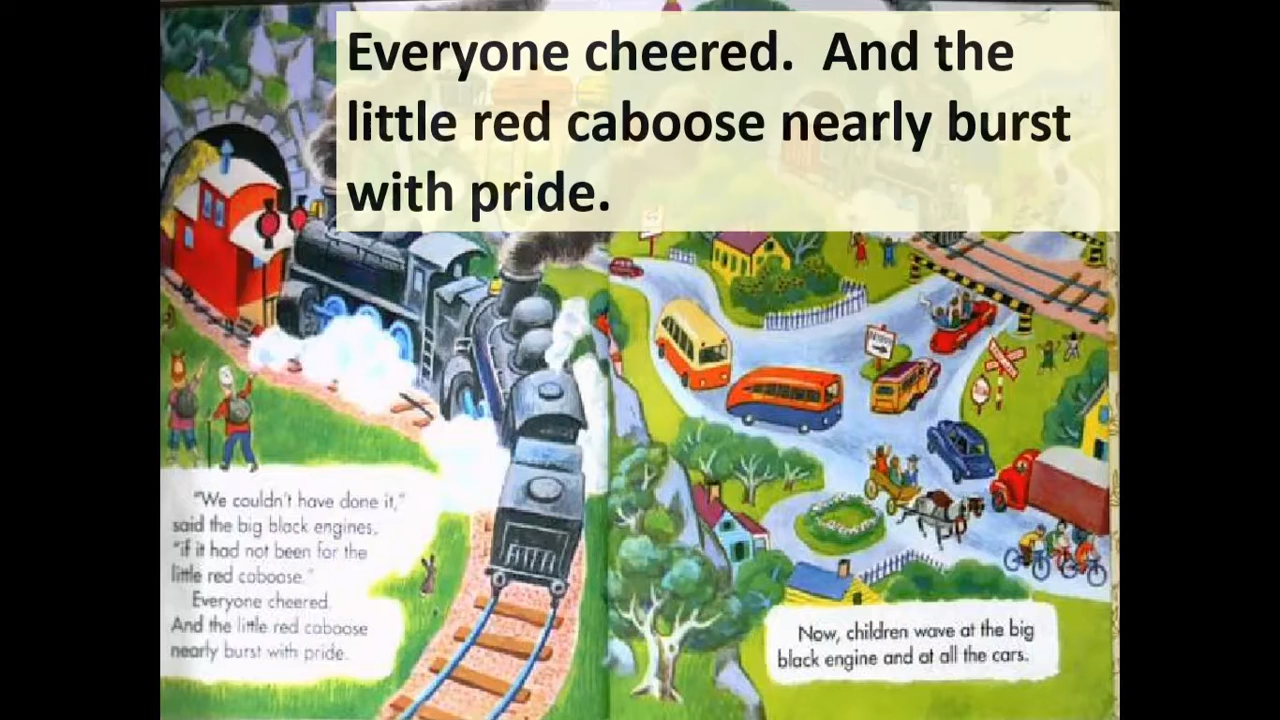 Everyone cheered.  And the
little red caboose nearly burst
with pride.
"We couldn't have done it,"
said the big black engines,
"if it had not been for the
little red caboose."
Everyone cheered.
And the little red caboose
nearly burst with pride.
Now, children wave at the big
black engine and at all the cars.